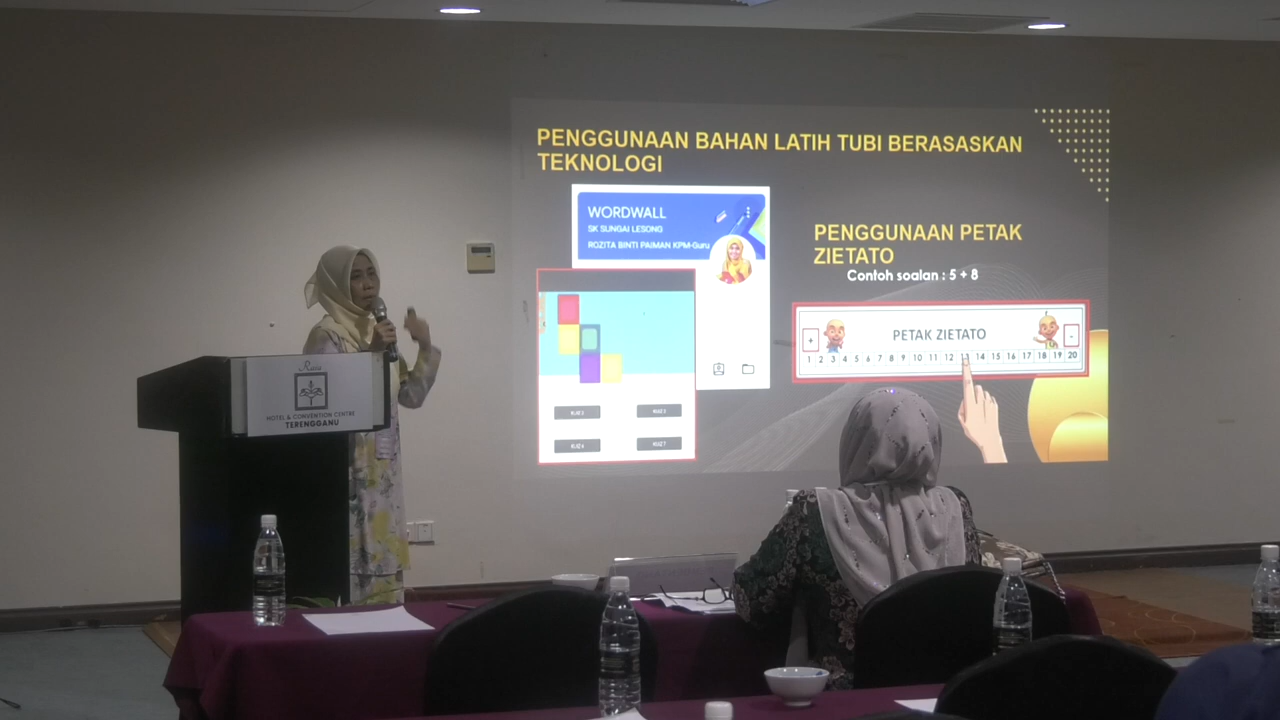 PENGGUNAAN BAHAN LATIH TUBI BERASASKAN
TEKNOLOGI
WORDWALL
SK SUNGAI LESONG
ROZITA BINTI PAIMAN KPM-Guru
PENGGUNAAN PETAK
ZIETATO
Contoh soalan : 5 + 8
PETAK ZIETATO
+ -
1 2 3 4 5 6 7 8 9 10 11 12 13 14 15 16 17 18 19 20
HOTEL & CONVENTION CENTRE
TERENGGANU